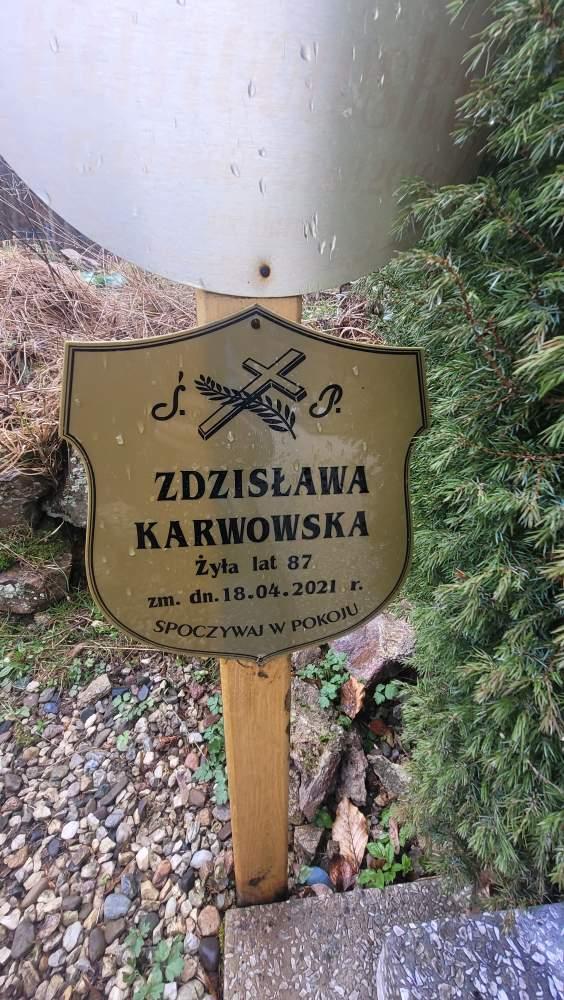 Ś. P.
ZDZISŁAWA
KARWOWSKA
Żyła lat 87
zm. dn. 18.04.2021 r.
SPOCZYWAJ W POKOJU